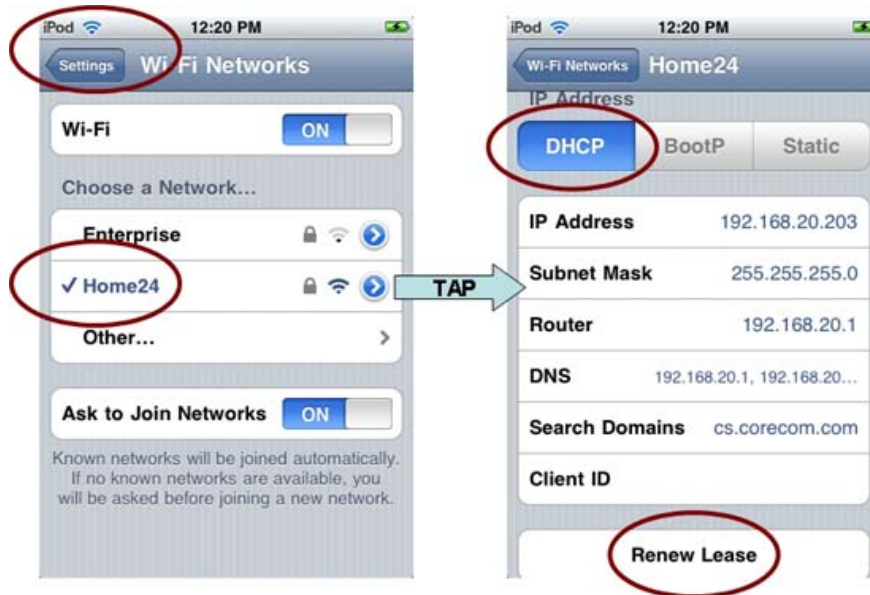 iPod 12:20 PM
Settings Wi-Fi Networks
Wi-Fi ON
Choose a Network...
Enterprise
Home24
Other...
Ask to Join Networks ON
Known networks will be joined automatically.
If no known networks are available, you
will be asked before joining a new network.
TAP
iPod 12:20 PM
Wi-Fi Networks Home24
IP Address
DHCP BootP Static
IP Address 192.168.20.203
Subnet Mask 255.255.255.0
Router 192.168.20.1
DNS 192.168.20.1, 192.168.20...
Search Domains cs.corecom.com
Client ID
Renew Lease